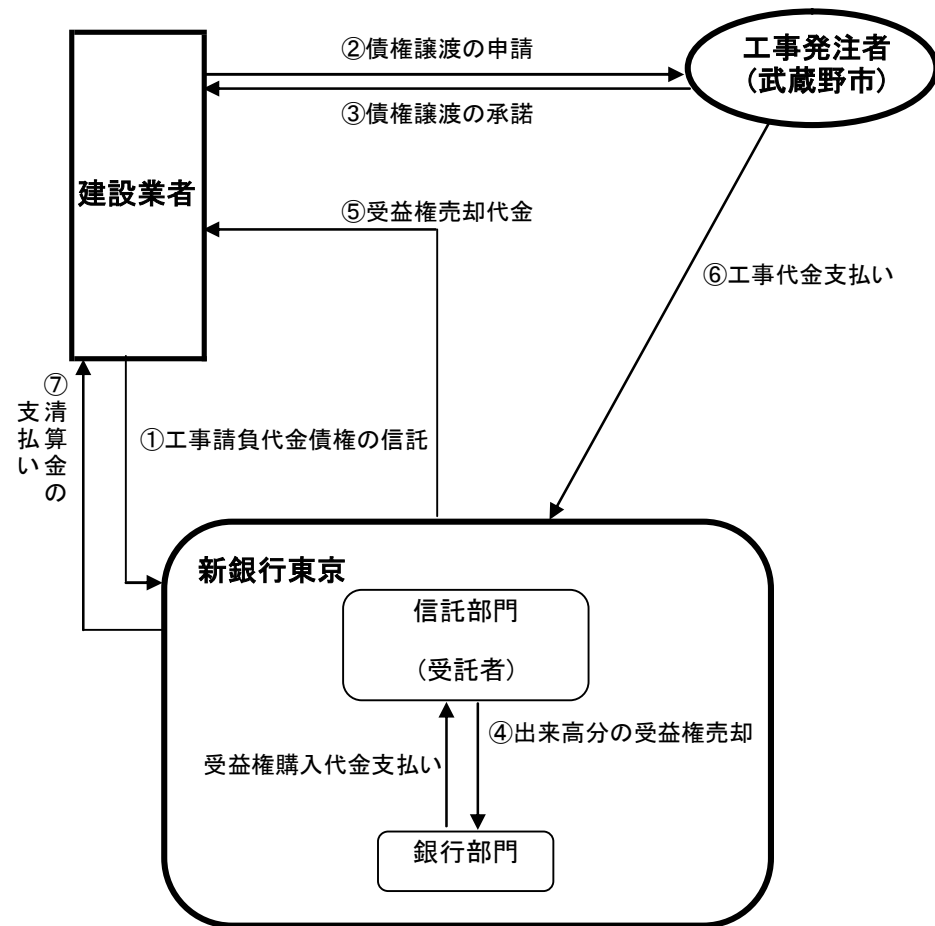 ②債権譲渡の申請
工事発注者
(武蔵野市)
③債権譲渡の承諾
建設業者
⑤受益権売却代金
⑥工事代金支払い
⑦清算金の
支払い
①工事請負代金債権の信託
新銀行東京
信託部門
(受託者)
④出来高分の受益権売却
受益権購入代金支払い
銀行部門